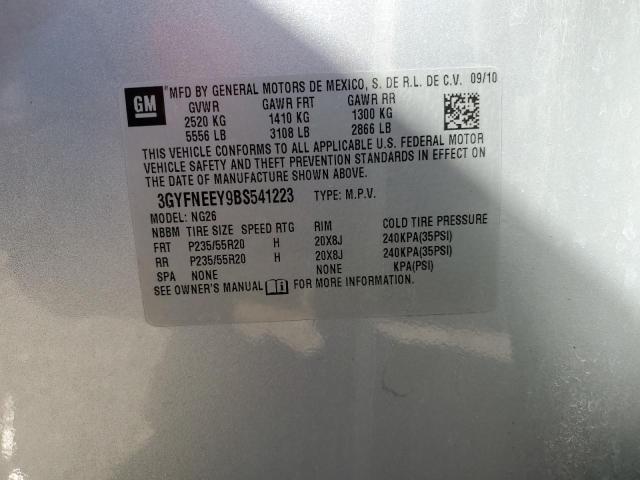 GM
*MFD BY GENERAL MOTORS DE MEXICO, S. DE R.L. DE C.V. 09/10
GVWR GAWR FRT GAWR RR
2520 KG 1410 KG 1300 KG
5556 LB 3108 LB 2866 LB
THIS VEHICLE CONFORMS TO ALL APPLICABLE U.S. FEDERAL MOTOR
VEHICLE SAFETY AND THEFT PREVENTION STANDARDS IN EFFECT ON
THE DATE OF MANUFACTURE SHOWN ABOVE.
3GYFNEEY9BS541223 TYPE: M.P.V.
MODEL: NG26
NBBM TIRE SIZE SPEED RTG RIM COLD TIRE PRESSURE
FRT P235/55R20 H 20X8J 240KPA(35PSI)
RR P235/55R20 H 20X8J 240KPA(35PSI)
SPA NONE NONE KPA(PSI)
SEE OWNER'S MANUAL FOR MORE INFORMATION.